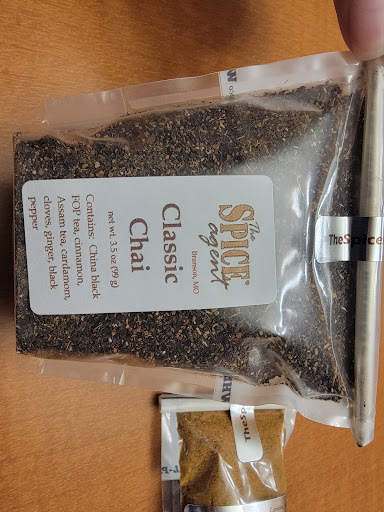 The
SPICE®
agent
Branson, MO
Classic
Chai
net wt. 3.5 oz (99 g)
Contains: China black
FOP tea, cinnamon,
Assam tea, cardamom,
cloves, ginger, black
pepper
TheSpice
TheSp